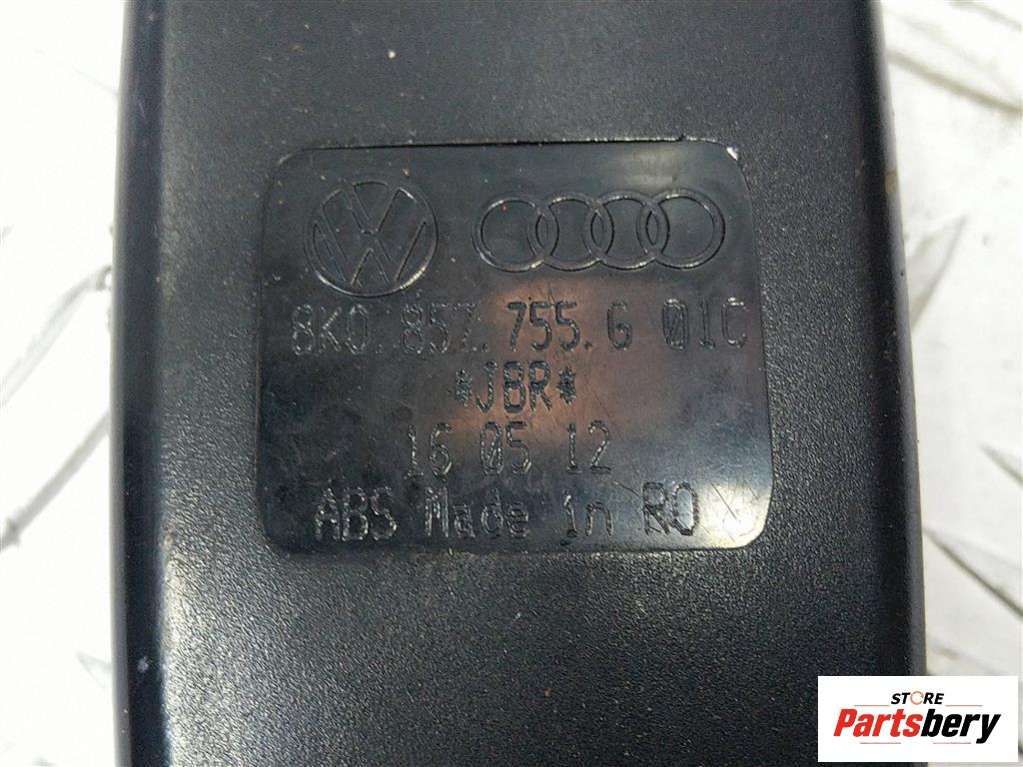 8K0.857.755.G 01C
*JBR*
16 05 12
ABS Made in RO
STORE
Partsbery